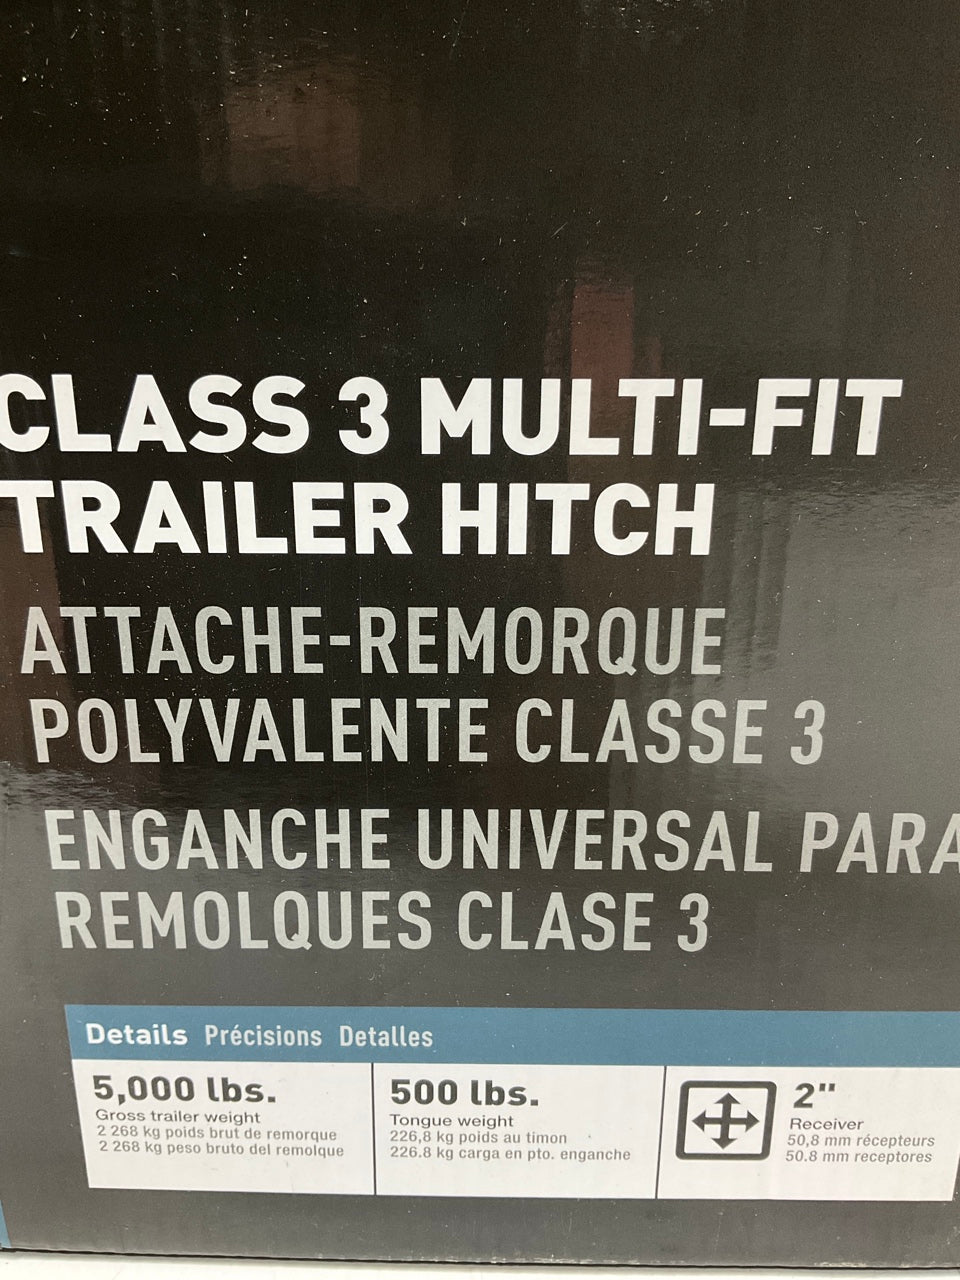 CLASS 3 MULTI-FIT
TRAILER HITCH
ATTACHE-REMORQUE
POLYVALENTE CLASSE 3
ENGANCHE UNIVERSAL PARA
REMOLQUES CLASE 3
Details Précisions Detalles
5,000 lbs.
Gross trailer weight
2 268 kg poids brut de remorque
2 268 kg peso bruto del remolque
500 lbs.
Tongue weight
226,8 kg poids au timon
226.8 kg carga en pto. enganche
2"
Receiver
50,8 mm récepteurs
50.8 mm receptores